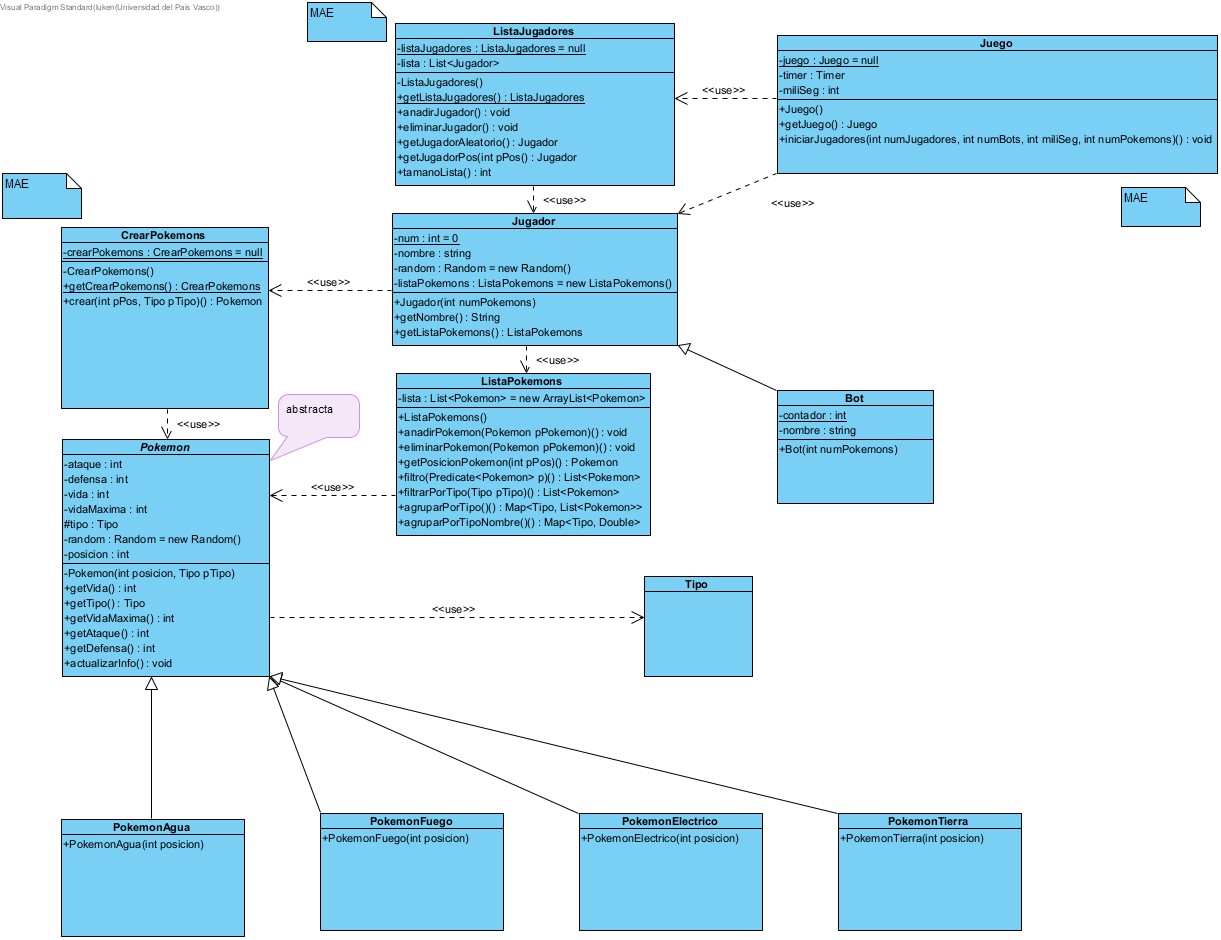 Visual Paradigm Standard(luken(Universidad del Pais Vasco))
MAE
ListaJugadores
-listaJugadores : ListaJugadores = null
-lista : List<Jugador>
-ListaJugadores()
+getListaJugadores() : ListaJugadores
+anadirJugador() : void
+eliminarJugador() : void
+getJugadorAleatorio() : Jugador
+getJugadorPos(int pPos() : Jugador
+tamanoLista() : int
<<use>>
Juego
-juego : Juego = null
-timer : Timer
-miliSeg : int
+Juego()
+getJuego() : Juego
+iniciarJugadores(int numJugadores, int numBots, int miliSeg, int numPokemons)() : void
MAE
<<use>>
<<use>>
MAE
CrearPokemons
-crearPokemons : CrearPokemons = null
-CrearPokemons()
+getCrearPokemons() : CrearPokemons
+crear(int pPos, Tipo pTipo)() : Pokemon
<<use>>
Jugador
-num : int = 0
-nombre : string
-random : Random = new Random()
-listaPokemons : ListaPokemons = new ListaPokemons()
+Jugador(int numPokemons)
+getNombre() : String
+getListaPokemons() : ListaPokemons
<<use>>
ListaPokemons
-lista : List<Pokemon> = new ArrayList<Pokemon>
+ListaPokemons()
+anadirPokemon(Pokemon pPokemon)() : void
+eliminarPokemon(Pokemon pPokemon)() : void
+getPosicionPokemon(int pPos)() : Pokemon
+filtro(Predicate<Pokemon> p)() : List<Pokemon>
+filtrarPorTipo(Tipo pTipo)() : List<Pokemon>
+agruparPorTipo()() : Map<Tipo, List<Pokemon>>
+agruparPorTipoNombre()() : Map<Tipo, Double>
Bot
-contador : int
-nombre : string
+Bot(int numPokemons)
abstracta
<<use>>
<<use>>
Pokemon
-ataque : int
-defensa : int
-vida : int
-vidaMaxima : int
#tipo : Tipo
-random : Random = new Random()
-posicion : int
-Pokemon(int posicion, Tipo pTipo)
+getVida() : int
+getTipo() : Tipo
+getVidaMaxima() : int
+getAtaque() : int
+getDefensa() : int
+actualizarInfo() : void
<<use>>
Tipo
PokemonAgua
+PokemonAgua(int posicion)
PokemonFuego
+PokemonFuego(int posicion)
PokemonElectrico
+PokemonElectrico(int posicion)
PokemonTierra
+PokemonTierra(int posicion)